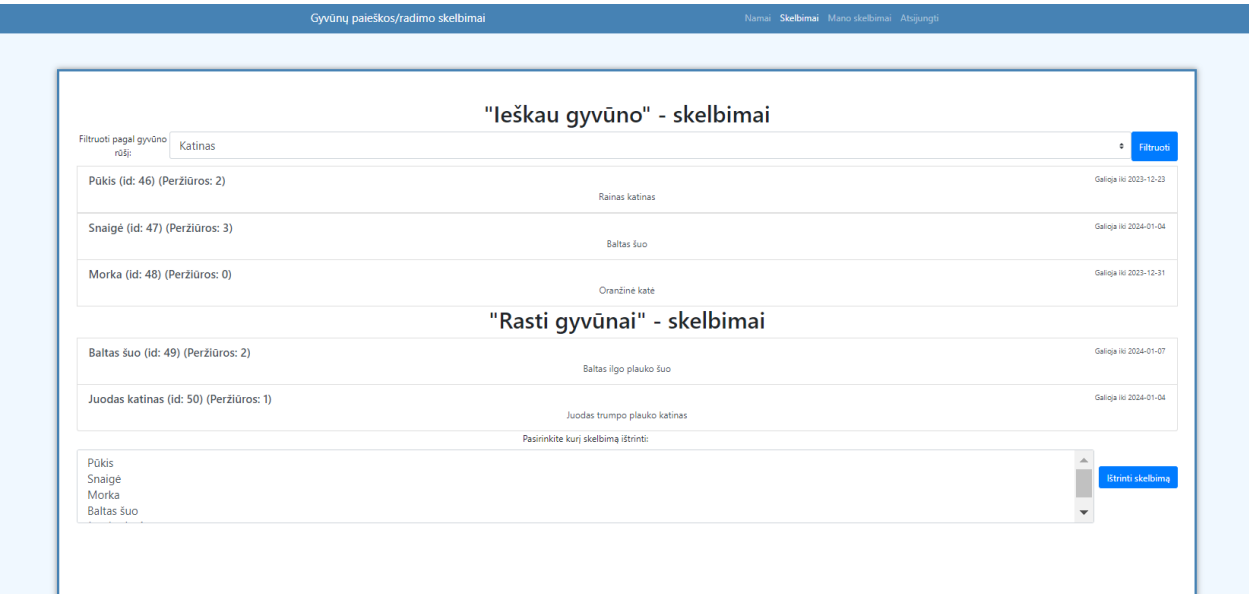 Gyvūnų paieškos/radimo skelbimai
Namai Skelbimai Mano skelbimai Atsijungti
"Ieškau gyvūno" - skelbimai
Filtruoti pagal gyvūno
rūšį:
Katinas
Filtruoti
Pūkis (id: 46) (Peržiūros: 2)
Galioja iki 2023-12-23
Rainas katinas
Snaigė (id: 47) (Peržiūros: 3)
Galioja iki 2024-01-04
Baltas šuo
Morka (id: 48) (Peržiūros: 0)
Galioja iki 2023-12-31
Oranžinė katė
"Rasti gyvūnai" - skelbimai
Baltas šuo (id: 49) (Peržiūros: 2)
Galioja iki 2024-01-07
Baltas ilgo plauko šuo
Juodas katinas (id: 50) (Peržiūros: 1)
Galioja iki 2024-01-04
Juodas trumpo plauko katinas
Pasirinkite kurį skelbimą ištrinti:
Pūkis
Snaigė
Morka
Baltas šuo
Ištrinti skelbimą